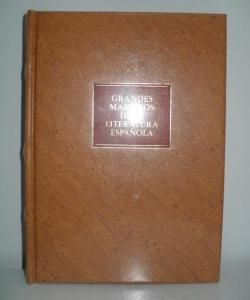 GRANDES
MAESTROS
DE LA
LITERATURA
ESPAÑOLA